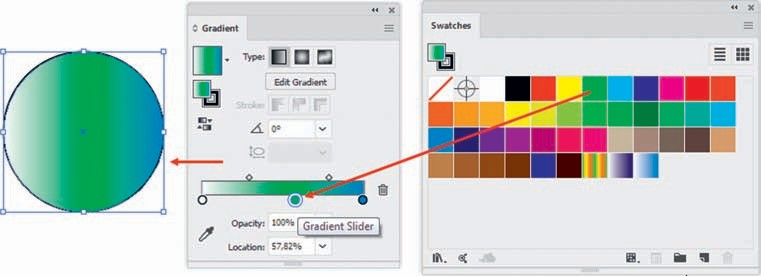 Gradient
Type:
Edit Gradient
Stroke:
0°
Opacity: 100%
Gradient Slider
Location: 57,82%
Swatches